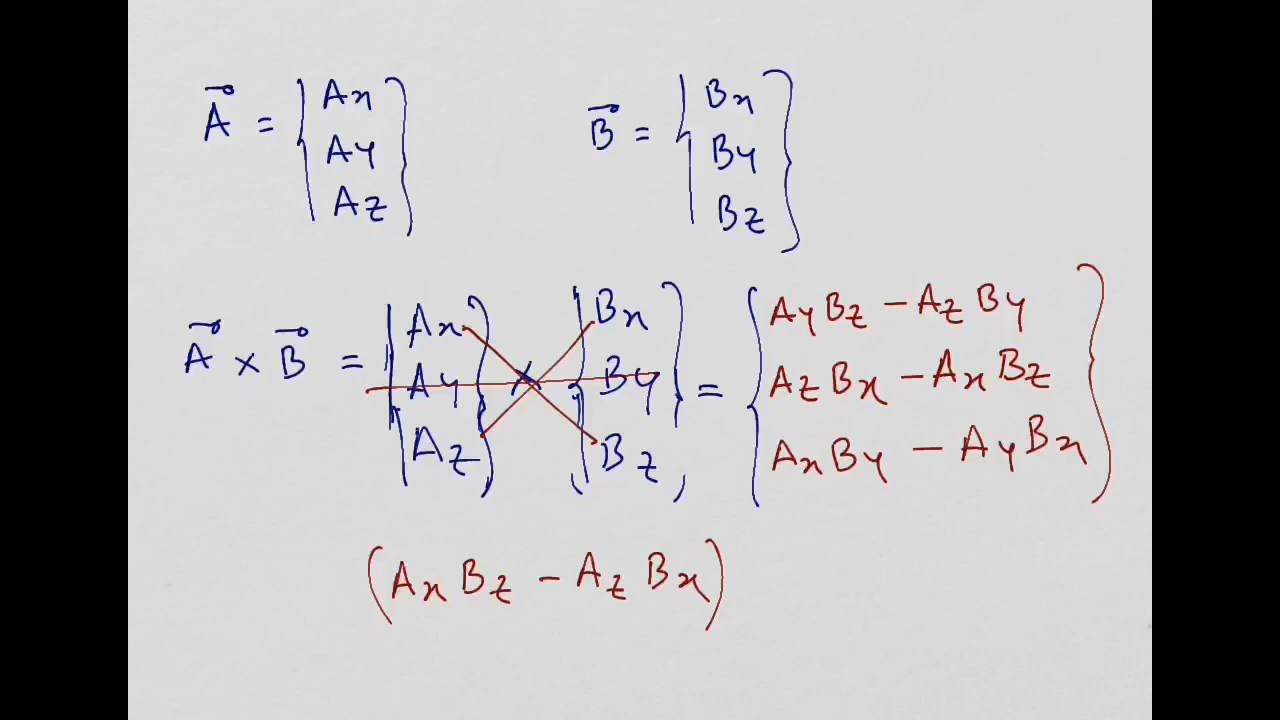 A⃗ = { Ax Ay Az } B⃗ = { Bx By Bz }
A⃗ × B⃗ = { Ax Ay Az } × { Bx By Bz } = { AyBz − AzBy
AzBx − AxBz
AxBy − AyBx }
(AxBz − AzBx)